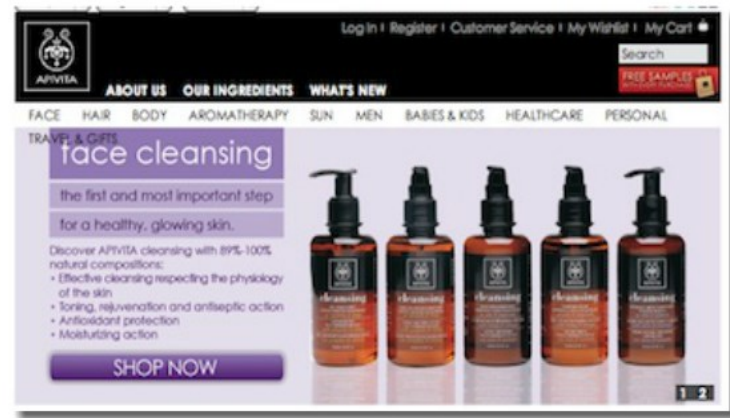 Log In | Register | Customer Service | My Wishlist | My Cart
Search
APIVITA
FREE SAMPLES
WITH EVERY PURCHASE
ABOUT US OUR INGREDIENTS WHAT'S NEW
FACE HAIR BODY AROMATHERAPY SUN MEN BABIES & KIDS HEALTHCARE PERSONAL
TRAVEL & GIFTS
face cleansing
the first and most important step
for a healthy, glowing skin.
Discover APIVITA cleansing with 89%-100%
natural compositions:
• Effective cleansing respecting the physiology
of the skin
• Toning, rejuvenation and antiseptic action
• Antioxidant protection
• Moisturizing action
SHOP NOW
cleansing cleansing cleansing cleansing cleansing
1 2